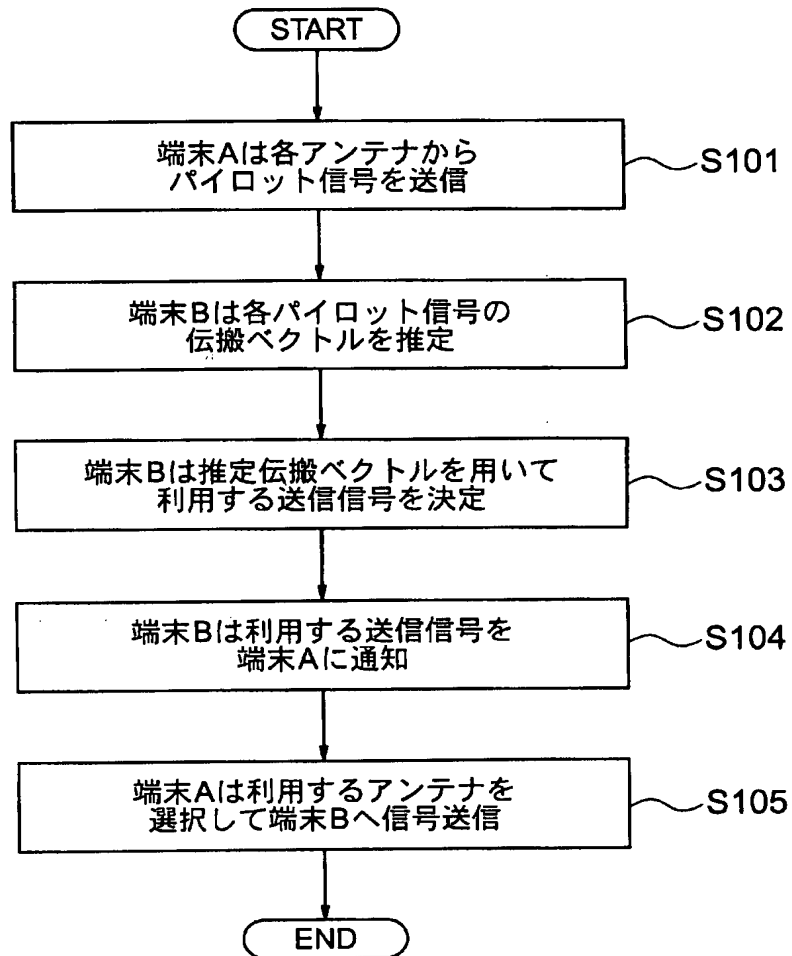 START
端末Aは各アンテナから
パイロット信号を送信
S101
端末Bは各パイロット信号の
伝搬ベクトルを推定
S102
端末Bは推定伝搬ベクトルを用いて
利用する送信信号を決定
S103
端末Bは利用する送信信号を
端末Aに通知
S104
端末Aは利用するアンテナを
選択して端末Bへ信号送信
S105
END